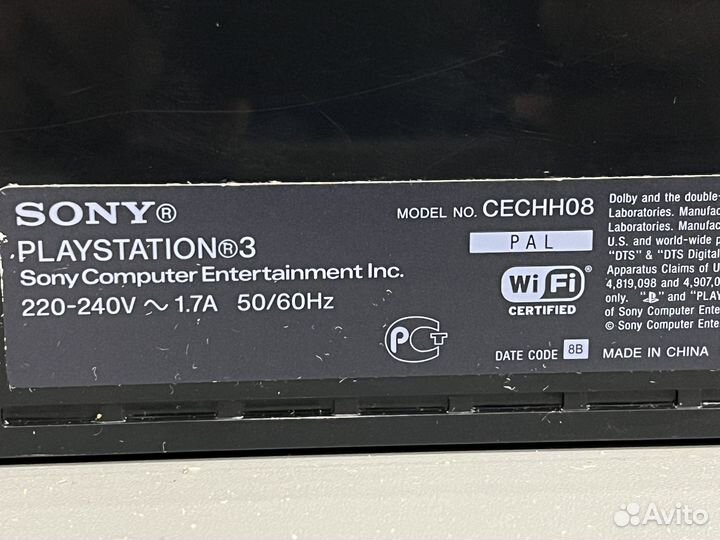 SONY®
PLAYSTATION®3
Sony Computer Entertainment Inc.
220-240V ~ 1.7A 50/60Hz
MODEL NO. CECHH08
PAL
Wi Fi
CERTIFIED
PCT
DATE CODE 8B MADE IN CHINA
Dolby and the double-
Laboratories. Manufac
Laboratories. Manufa
U.S. and world-wide p
"DTS" & "DTS Digital
Apparatus Claims of U
4,819,098 and 4,907,0
only. " " and "PLAY
of Sony Computer Ente
© Sony Computer Ente
Avito